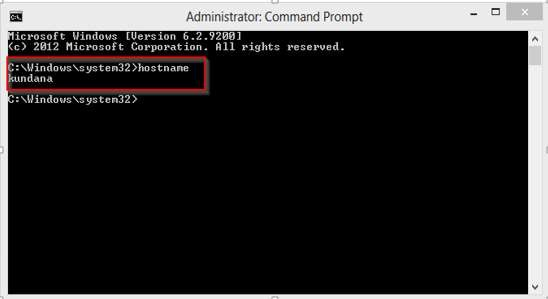 Administrator: Command Prompt
Microsoft Windows [Version 6.2.9200]
(c) 2012 Microsoft Corporation. All rights reserved.
C:\Windows\system32>hostname
kundana
C:\Windows\system32>